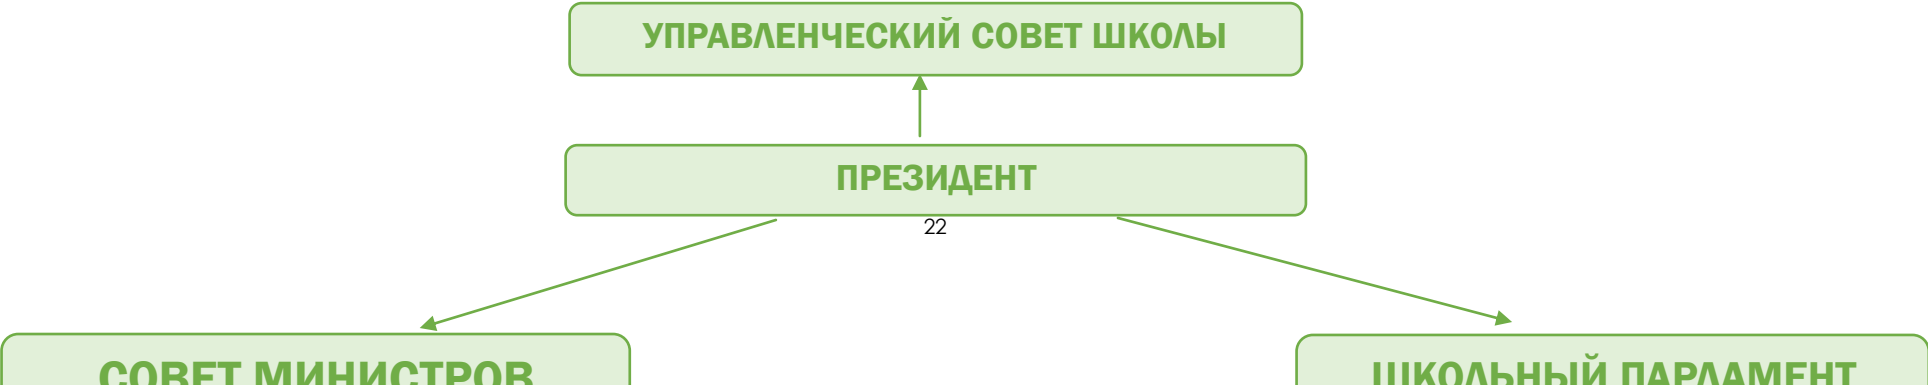 УПРАВЛЕНЧЕСКИЙ СОВЕТ ШКОЛЫ
ПРЕЗИДЕНТ
22
СОВЕТ МИНИСТРОВ
ШКОЛЬНЫЙ ПАРЛАМЕНТ